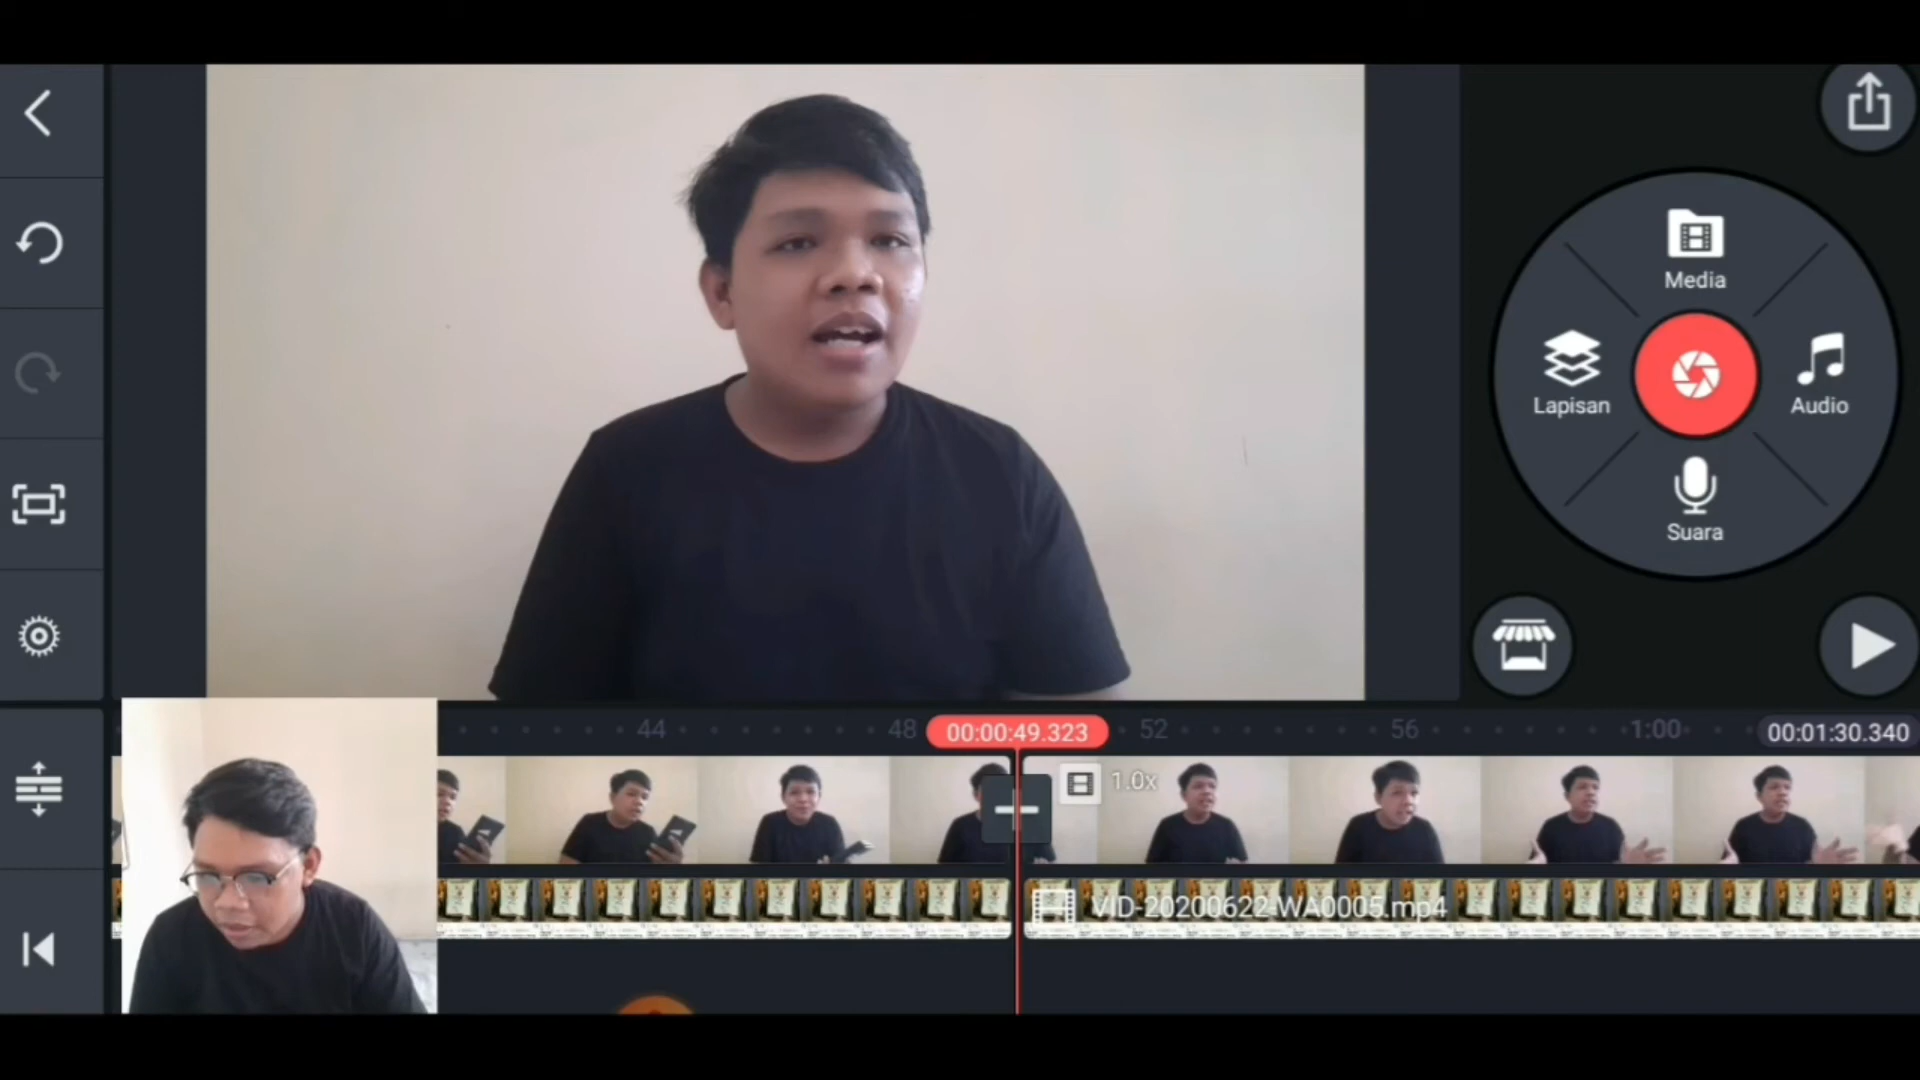 Media
Lapisan
Audio
Suara
44
48
00:00:49.323
52
56
1:00
00:01:30.340
1.0x
VID-20200622-WA0005.mp4